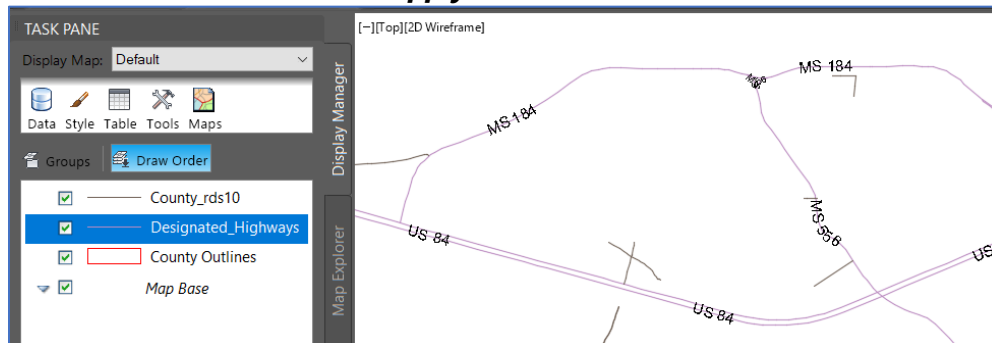 TASK PANE
Display Map: Default
Data Style Table Tools Maps
Groups Draw Order
County_rds10
Designated_Highways
County Outlines
Map Base
Display Manager
Map Explorer
[−][Top][2D Wireframe]
MS 184
MS 184
MS 556
US 84
US 84
US